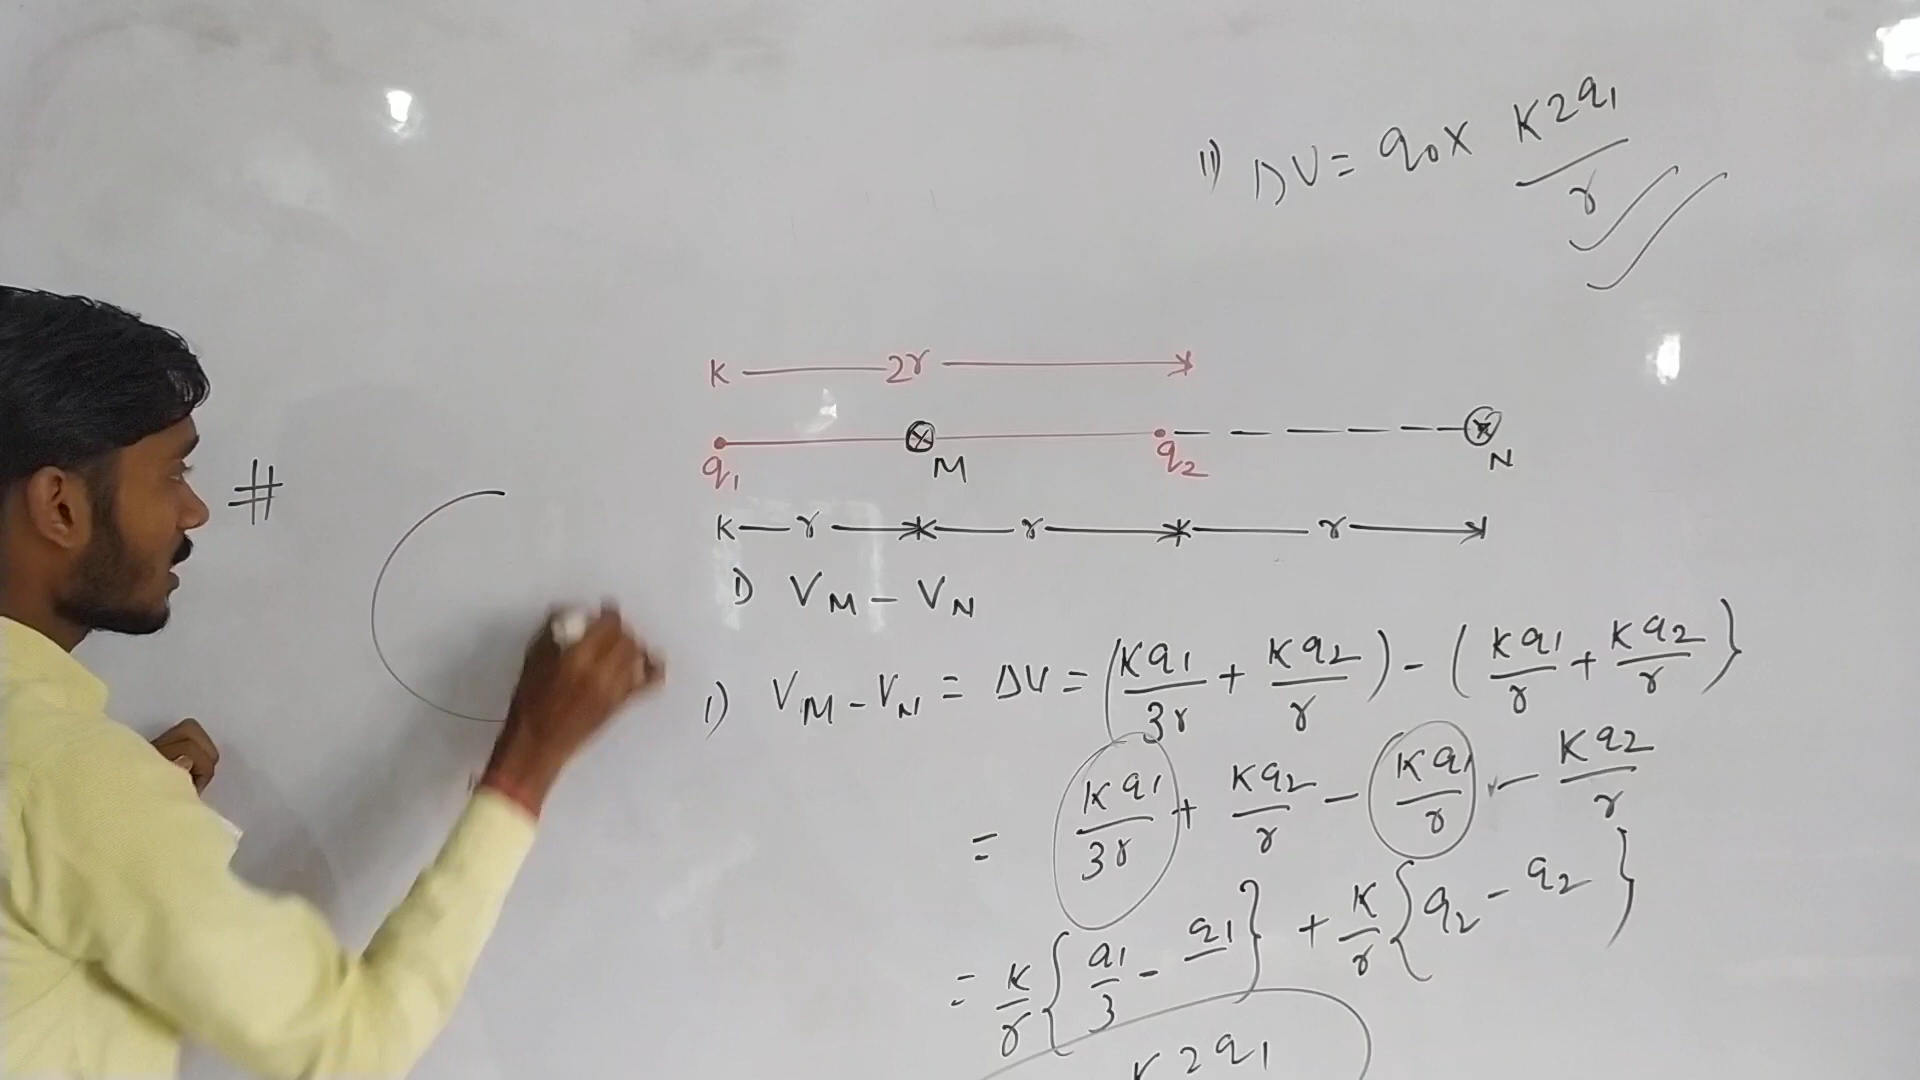 II) ΔU = q₀ × K2q₁/r
K — 2r —
q₁ M q₂ N
K — r — K — r — K — r —
I) V_M - V_N
I) V_M - V_N = ΔV = (Kq₁/3r + Kq₂/r) - (Kq₁/r + Kq₂/r}
= Kq₁/3r + Kq₂/r - Kq₁/r - Kq₂/r
= K/r {q₁/3 - q₁} + K/r {q₂ - q₂}
K2q₁
#